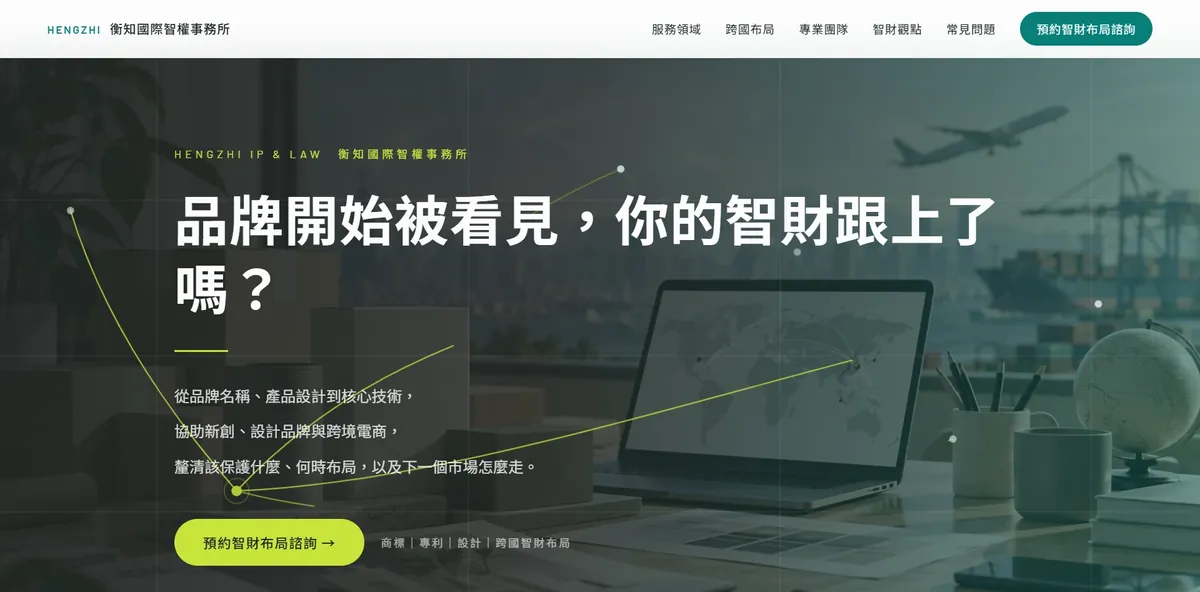 HENGZHI 衡知國際智權事務所
服務領域 跨國布局 專業團隊 智財觀點 常見問題 預約智財布局諮詢
HENGZHI IP & LAW 衡知國際智權事務所
品牌開始被看見，你的智財跟上了
嗎？
從品牌名稱、產品設計到核心技術，
協助新創、設計品牌與跨境電商，
釐清該保護什麼、何時布局，以及下一個市場怎麼走。
預約智財布局諮詢 →
商標｜專利｜設計｜跨國智財布局